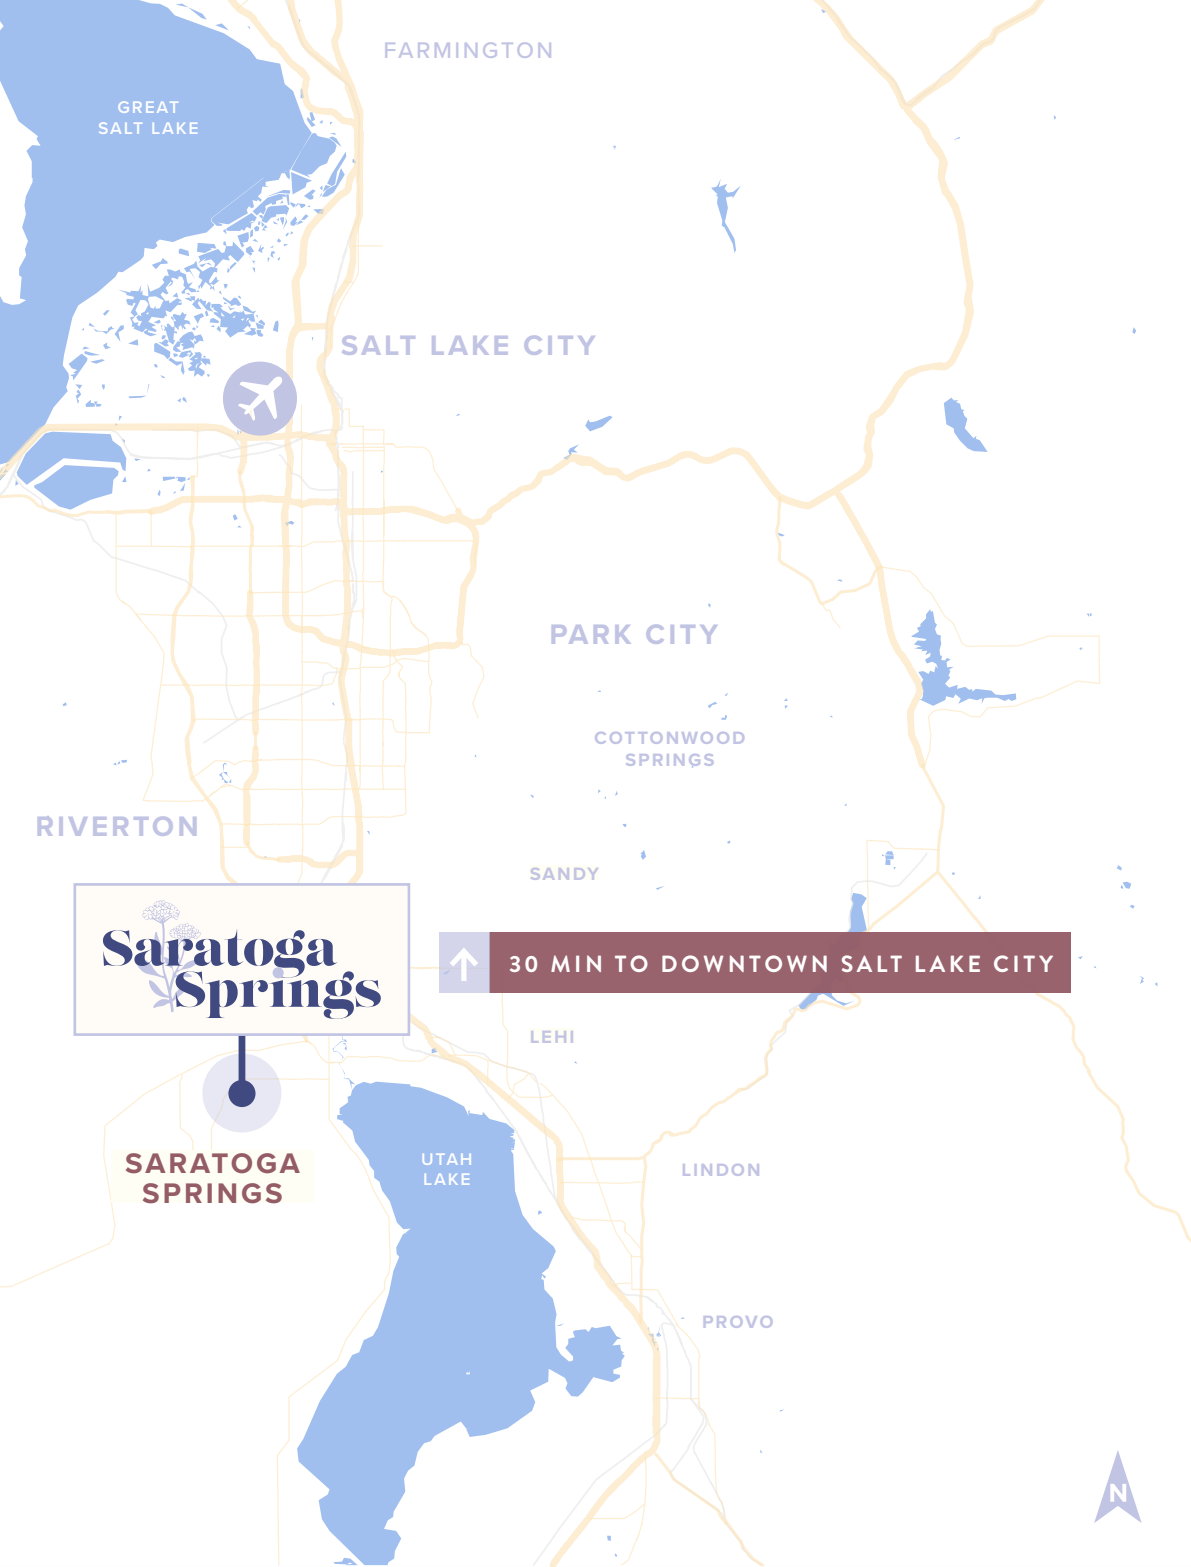 FARMINGTON
GREAT
SALT LAKE
SALT LAKE CITY
PARK CITY
COTTONWOOD
SPRINGS
RIVERTON
SANDY
Saratoga
Springs
30 MIN TO DOWNTOWN SALT LAKE CITY
LEHI
SARATOGA
SPRINGS
UTAH
LAKE
LINDON
PROVO
N